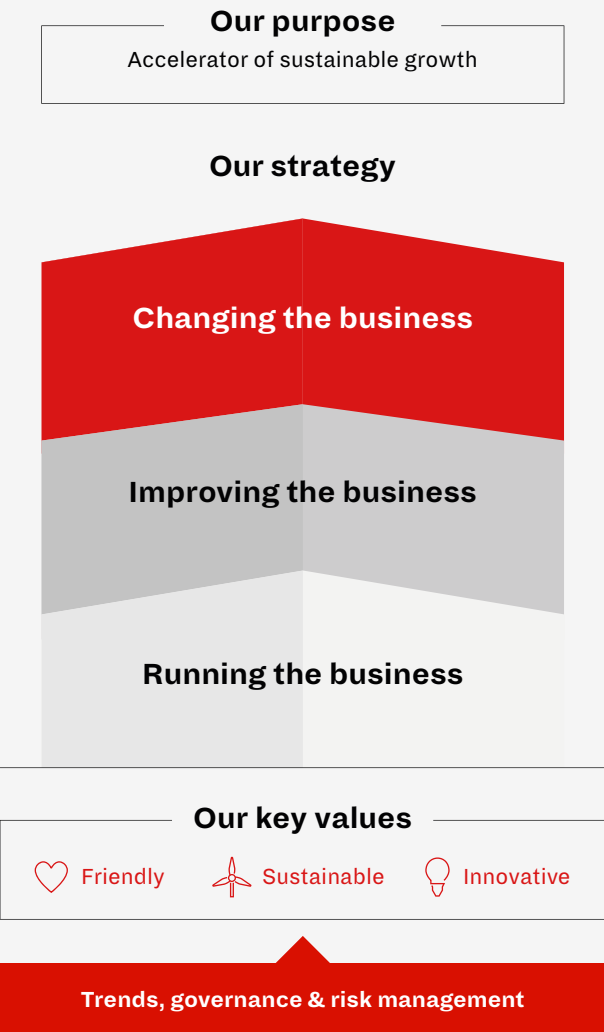 Our purpose
Accelerator of sustainable growth
Our strategy
Changing the business
Improving the business
Running the business
Our key values
Friendly
Sustainable
Innovative
Trends, governance & risk management